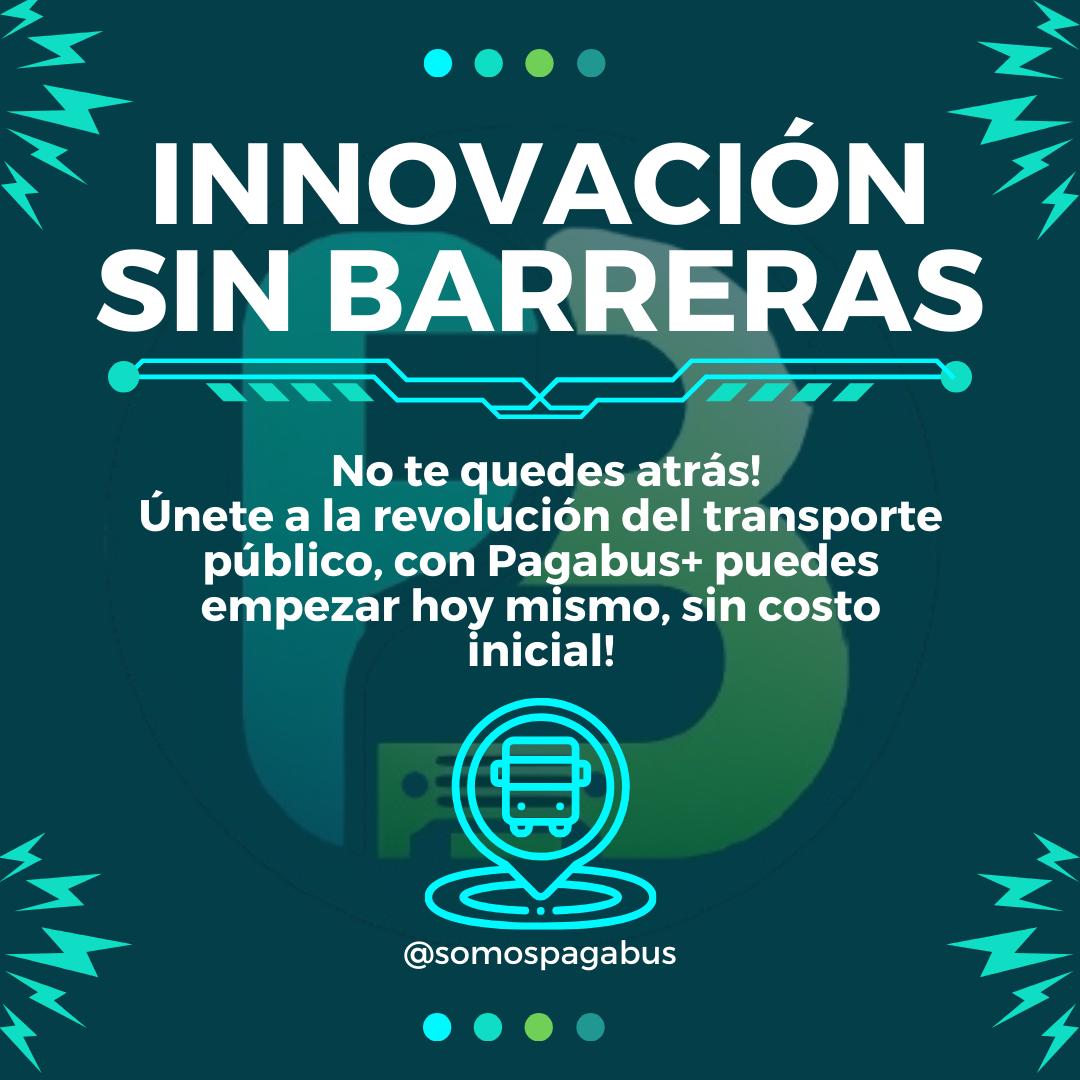 INNOVACIÓN
SIN BARRERAS
No te quedes atrás!
Únete a la revolución del transporte
público, con Pagabus+ puedes
empezar hoy mismo, sin costo
inicial!
@somospagabus